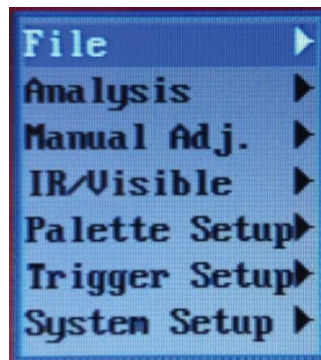 File
Analysis
Manual Adj.
IR/Visible
Palette Setup
Trigger Setup
System Setup